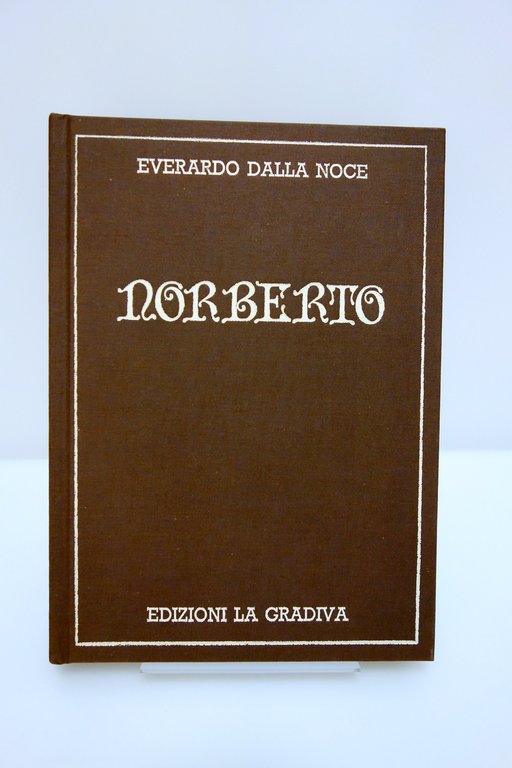 EVERARDO DALLA NOCE
NORBERTO
EDIZIONI LA GRADIVA